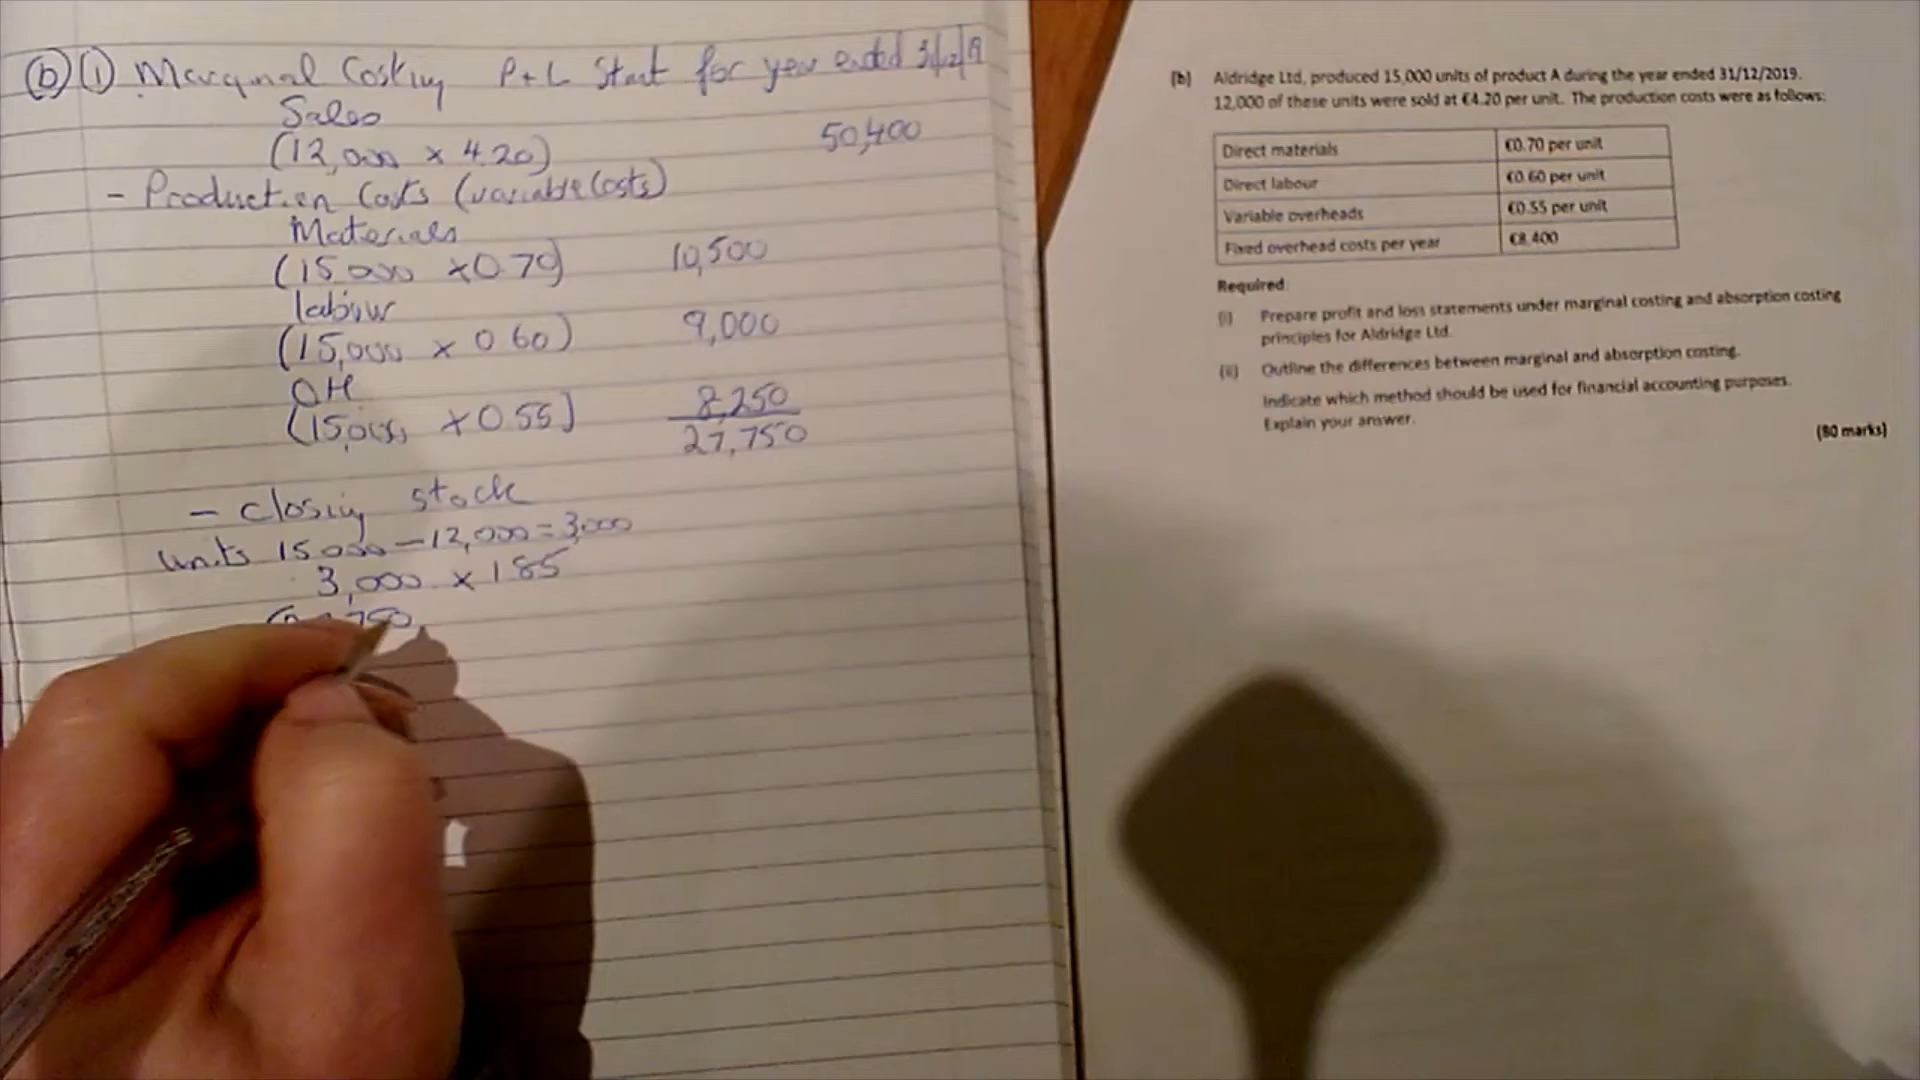 (b) (i) Marginal Costing P+L Stmt for year ended 31/12/19
Sales
(12,000 x 4.20) 50,400
- Production Costs (variable Costs)
Materials
(15,000 x 0.70) 10,500
labour
(15,000 x 0.60) 9,000
OH
(15,000 x 0.55) 8,250
27,750
- closing stock
units 15,000 - 12,000 = 3,000
3,000 x 1.85
(b) Aldridge Ltd, produced 15,000 units of product A during the year ended 31/12/2019.
12,000 of these units were sold at €4.20 per unit. The production costs were as follows:
Direct materials €0.70 per unit
Direct labour €0.60 per unit
Variable overheads €0.55 per unit
Fixed overhead costs per year €8,400
Required
(i) Prepare profit and loss statements under marginal costing and absorption costing
principles for Aldridge Ltd.
(ii) Outline the differences between marginal and absorption costing.
Indicate which method should be used for financial accounting purposes.
Explain your answer.
(80 marks)